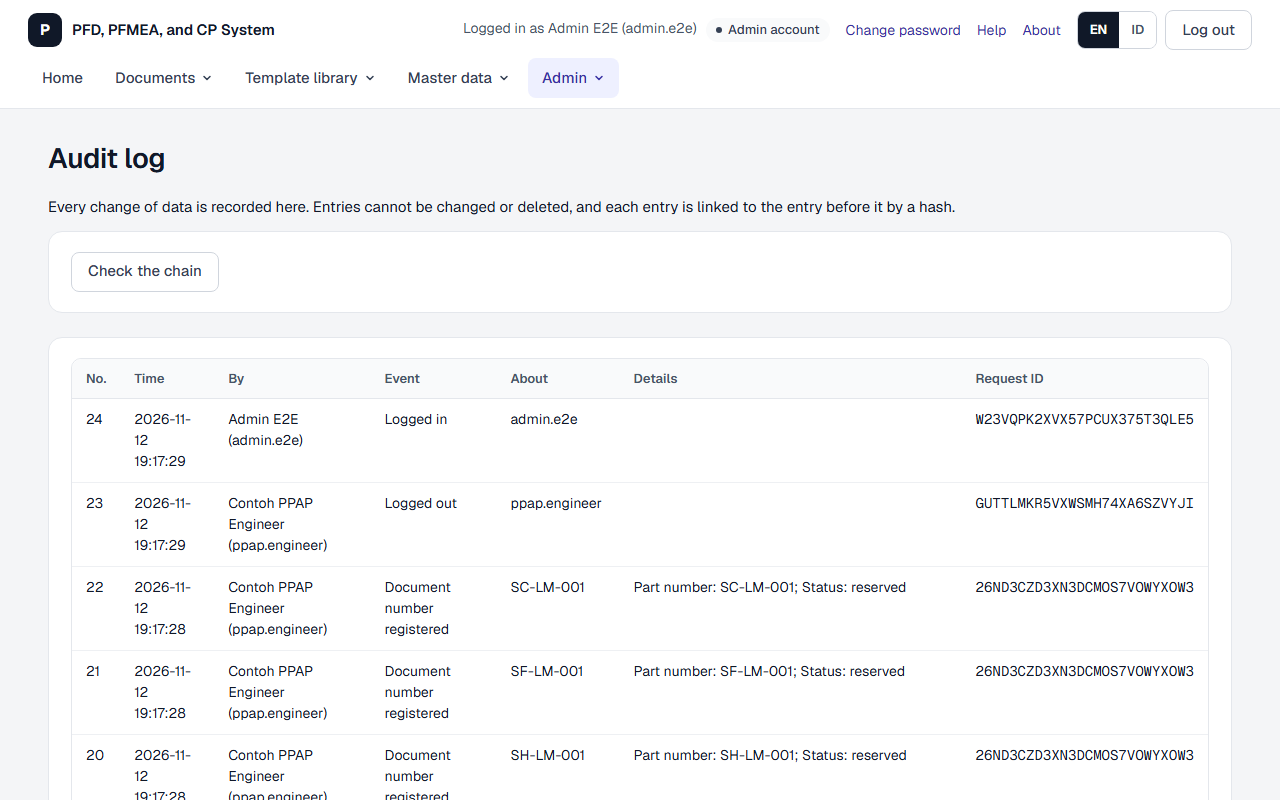 P PFD, PFMEA, and CP System Logged in as Admin E2E (admin.e2e) Admin account Change password Help About EN ID Log out
Home Documents Template library Master data Admin
Audit log
Every change of data is recorded here. Entries cannot be changed or deleted, and each entry is linked to the entry before it by a hash.
Check the chain
No. Time By Event About Details Request ID
24 2026-11- Admin E2E Logged in admin.e2e W23VQPK2XVX57PCUX375T3QLE5
12 (admin.e2e)
19:17:29
23 2026-11- Contoh PPAP Logged out ppap.engineer GUTTLMKR5VXWSMH74XA6SZVYJI
12 Engineer
19:17:29 (ppap.engineer)
22 2026-11- Contoh PPAP Document SC-LM-001 Part number: SC-LM-001; Status: reserved 26ND3CZD3XN3DCMOS7VOWYXOW3
12 Engineer number
19:17:28 (ppap.engineer) registered
21 2026-11- Contoh PPAP Document SF-LM-001 Part number: SF-LM-001; Status: reserved 26ND3CZD3XN3DCMOS7VOWYXOW3
12 Engineer number
19:17:28 (ppap.engineer) registered
20 2026-11- Contoh PPAP Document SH-LM-001 Part number: SH-LM-001; Status: reserved 26ND3CZD3XN3DCMOS7VOWYXOW3
12 Engineer number
19:17:28 (ppap.engineer) registered